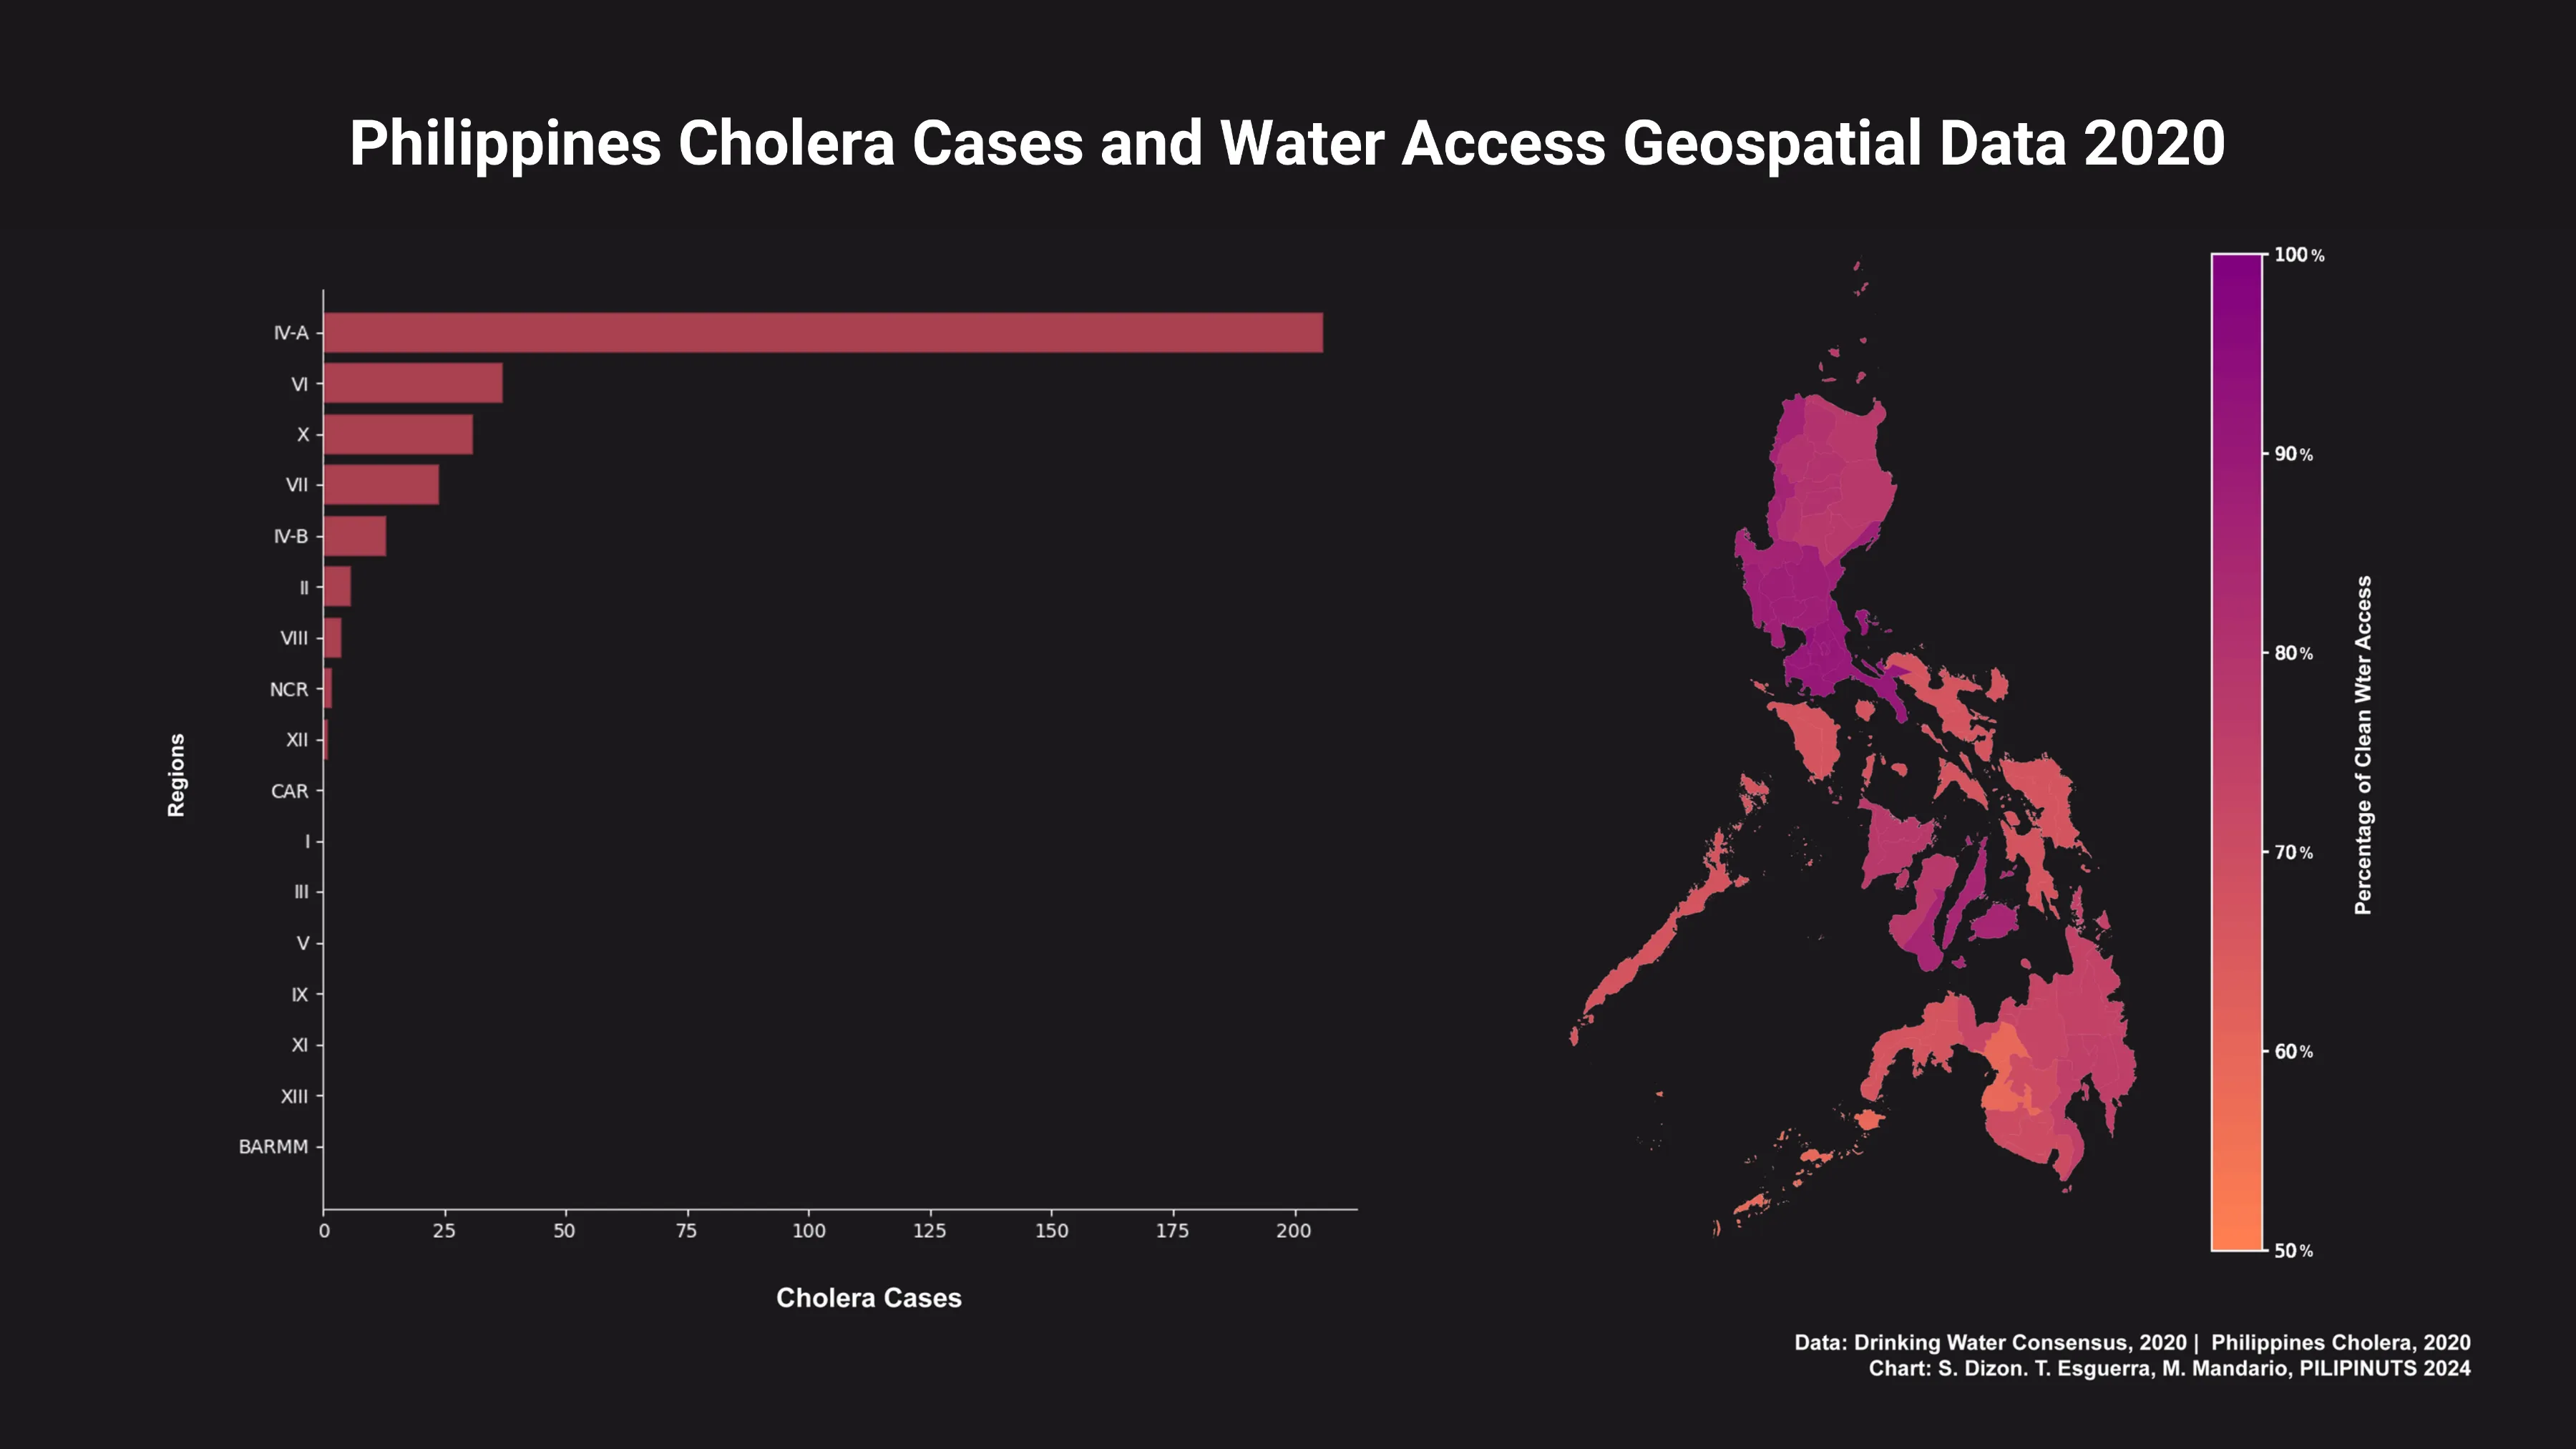 Philippines Cholera Cases and Water Access Geospatial Data 2020
Regions
IV-A
VI
X
VII
IV-B
II
VIII
NCR
XII
CAR
I
III
V
IX
XI
XIII
BARMM
0 25 50 75 100 125 150 175 200
Cholera Cases
100%
90%
80%
70%
60%
50%
Percentage of Clean Wter Access
Data: Drinking Water Consensus, 2020 | Philippines Cholera, 2020
Chart: S. Dizon. T. Esguerra, M. Mandario, PILIPINUTS 2024